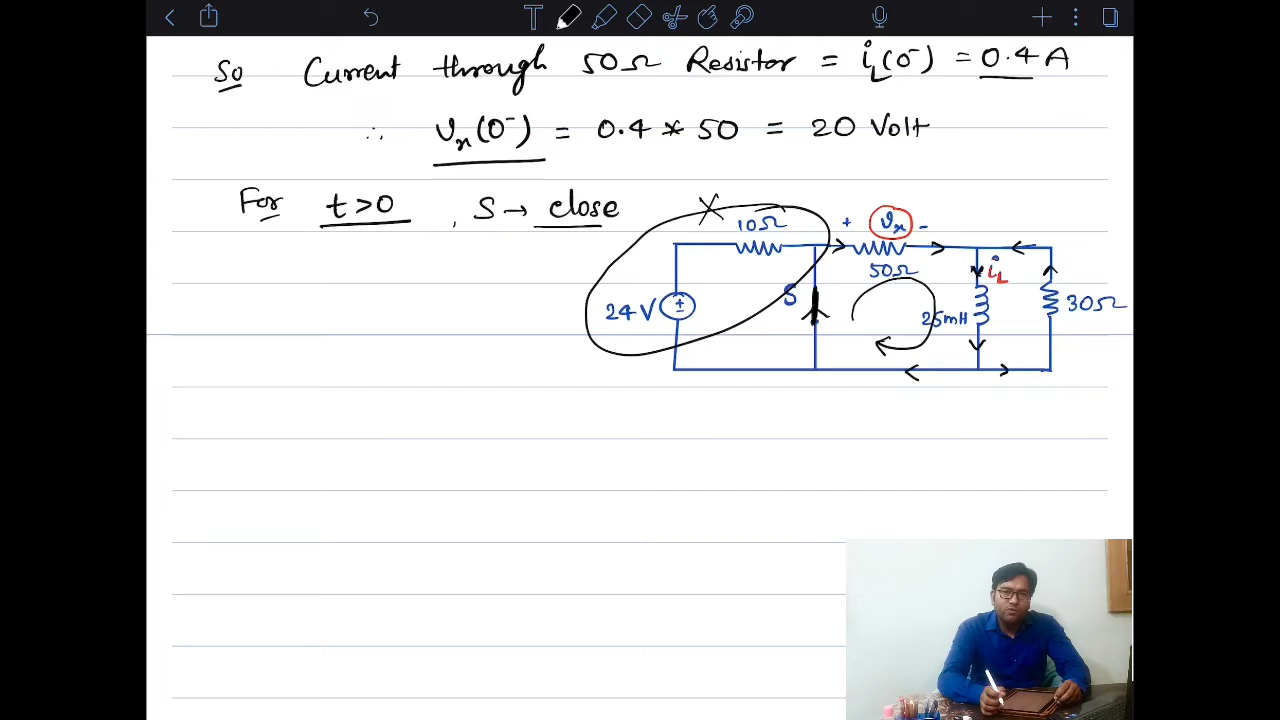 So Current through 50Ω Resistor = iL(0⁻) = 0.4 A
∴ Vx(0⁻) = 0.4 * 50 = 20 Volt
For t>0 , S → close
10Ω
+ Vx -
50Ω
iL
24V
+
-
S
25mH
30Ω